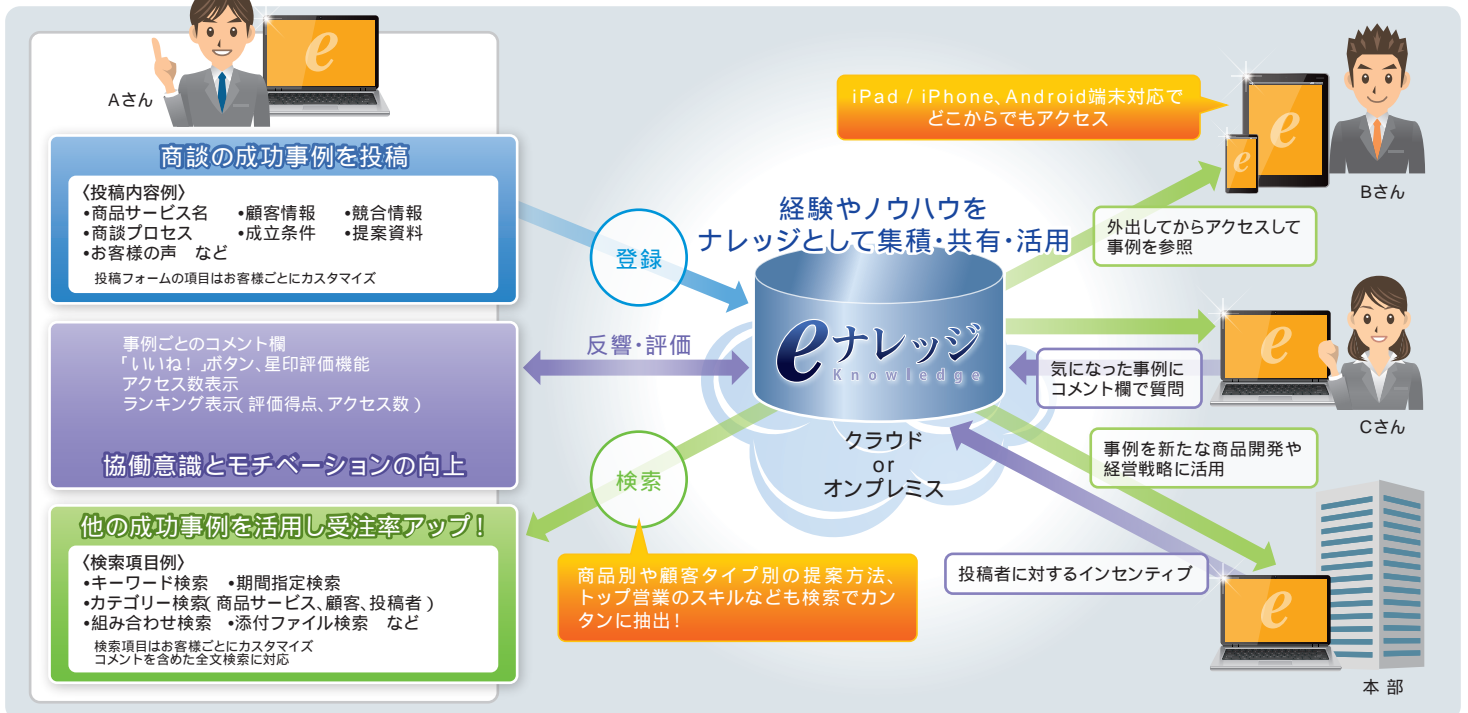 Aさん
商談の成功事例を投稿
〈投稿内容例〉
•商品サービス名 •顧客情報 •競合情報
•商談プロセス •成立条件 •提案資料
•お客様の声 など
投稿フォームの項目はお客様ごとにカスタマイズ
事例ごとのコメント欄
「いいね！」ボタン、星印評価機能
アクセス数表示
ランキング表示(評価得点、アクセス数)
協働意識とモチベーションの向上
他の成功事例を活用し受注率アップ！
〈検索項目例〉
•キーワード検索 •期間指定検索
•カテゴリー検索(商品サービス、顧客、投稿者)
•組み合わせ検索 •添付ファイル検索 など
検索項目はお客様ごとにカスタマイズ
コメントを含めた全文検索に対応
登録
反響・評価
検索
商品別や顧客タイプ別の提案方法、
トップ営業のスキルなども検索でカン
タンに抽出！
経験やノウハウを
ナレッジとして集積・共有・活用
eナレッジ
Knowledge
クラウド
or
オンプレミス
iPad / iPhone、Android端末対応で
どこからでもアクセス
Bさん
外出してからアクセスして
事例を参照
気になった事例に
コメント欄で質問
Cさん
事例を新たな商品開発や
経営戦略に活用
投稿者に対するインセンティブ
本部
e
e
e
e
e